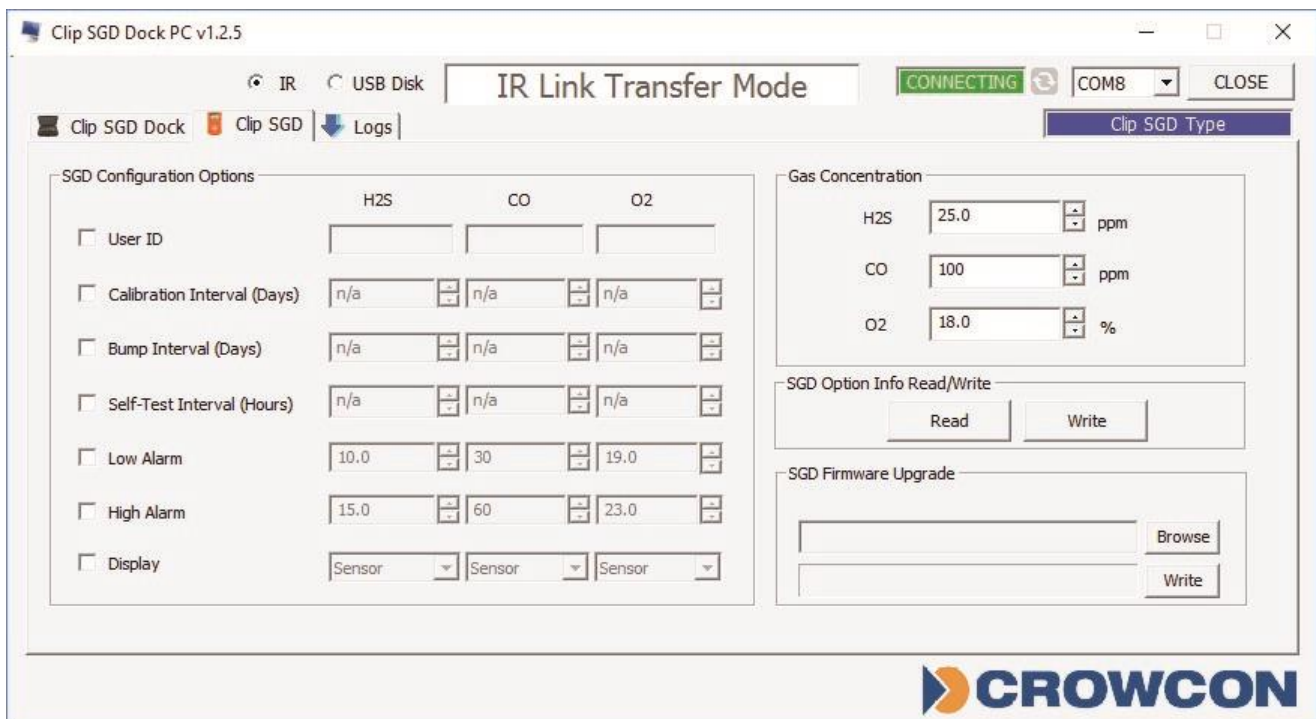 Clip SGD Dock PC v1.2.5
IR USB Disk IR Link Transfer Mode CONNECTING COM8 CLOSE
Clip SGD Dock Clip SGD Logs Clip SGD Type
SGD Configuration Options
H2S CO O2
User ID
Calibration Interval (Days) n/a n/a n/a
Bump Interval (Days) n/a n/a n/a
Self-Test Interval (Hours) n/a n/a n/a
Low Alarm 10.0 30 19.0
High Alarm 15.0 60 23.0
Display Sensor Sensor Sensor
Gas Concentration
H2S 25.0 ppm
CO 100 ppm
O2 18.0 %
SGD Option Info Read/Write
Read Write
SGD Firmware Upgrade
Browse
Write
CROWCON